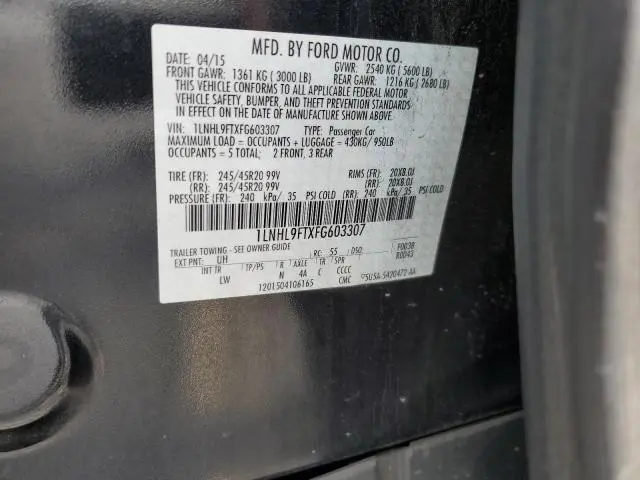 MFD. BY FORD MOTOR CO.
DATE: 04/15 GVWR: 2540 KG ( 5600 LB)
FRONT GAWR: 1361 KG ( 3000 LB) REAR GAWR: 1216 KG ( 2680 LB)
THIS VEHICLE CONFORMS TO ALL APPLICABLE FEDERAL MOTOR
VEHICLE SAFETY, BUMPER, AND THEFT PREVENTION STANDARDS
IN EFFECT ON THE DATE OF MANUFACTURE SHOWN ABOVE.
VIN: 1LNHL9FTXFG603307 TYPE: Passenger Car
MAXIMUM LOAD = OCCUPANTS + LUGGAGE = 430KG/ 950LB
OCCUPANTS = 5 TOTAL; 2 FRONT, 3 REAR
TIRE (FR): 245/45R20 99V RIMS (FR): 20X8.0J
(RR): 245/45R20 99V (RR): 20X8.0J
PRESSURE (FR): 240 kPa/ 35 PSI COLD (RR): 240 kPa/ 35 PSI COLD
1LNHL9FTXFG603307
TRAILER TOWING - SEE OWNER GUIDE
EXT PNT: UH RC: 55 DSO: F0038
R0043
INT TR TP/PS R AXLE TR SPR
LW N 4A C CCCC
1201504106165 CMC